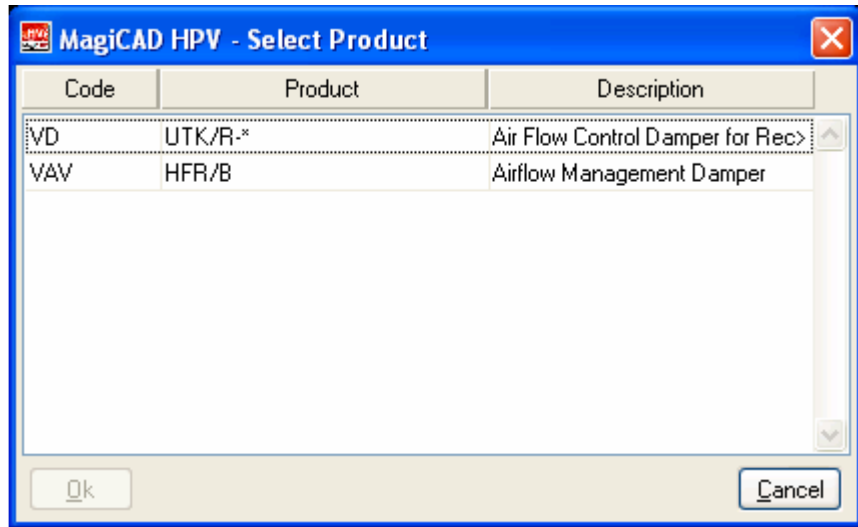 MagiCAD HPV - Select Product
Code Product Description
VD UTK/R-* Air Flow Control Damper for Rec>
VAV HFR/B Airflow Management Damper
Ok Cancel